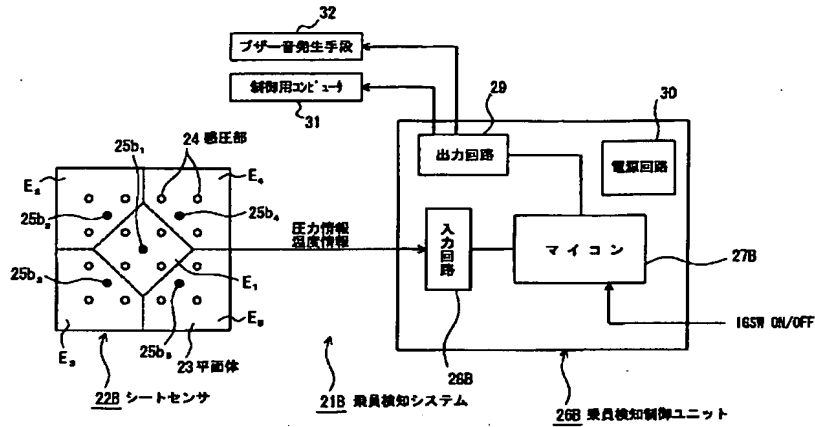 32
ブザー音発生手段
制御用コンピュータ
31
29
30
出力回路
電源回路
24 感圧部
25b₁
E₂
E₄
25b₂
25b₄
圧力情報
温度情報
入力回路
マイコン
27B
25b₃
E₁
IGSW ON/OFF
E₃
25b₅
E₅
23 平面体
28B
22B シートセンサ
21B 乗員検知システム
26B 乗員検知制御ユニット